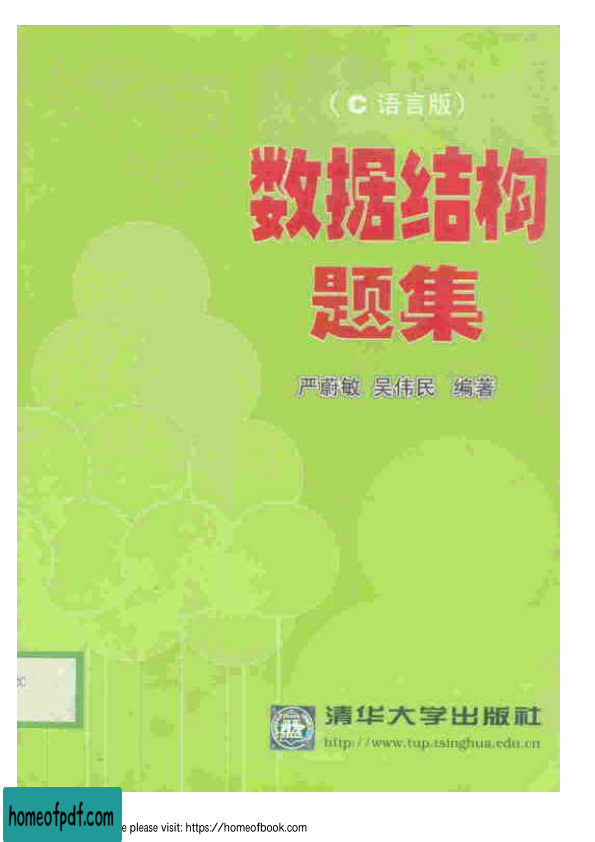 （C 语言版）
数据结构
题集
严蔚敏 吴伟民 编著
清华大学出版社
http://www.tup.tsinghua.edu.cn
homeofpdf.com
e please visit: https://homeofbook.com